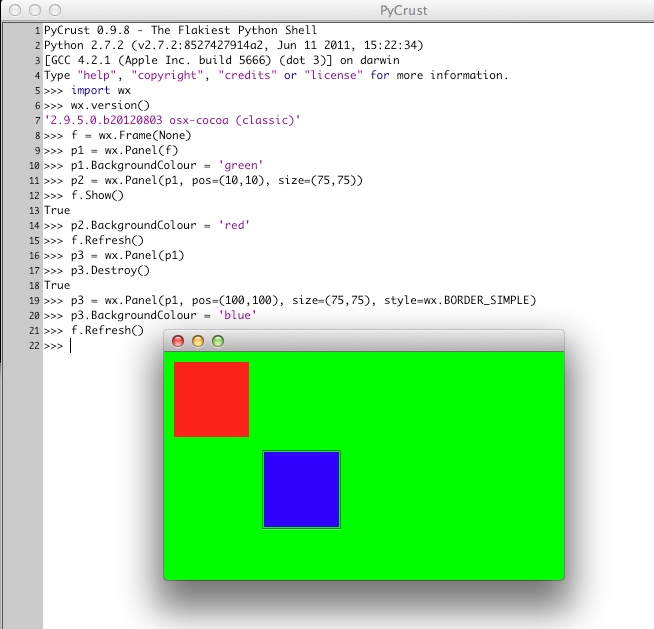 PyCrust
1 PyCrust 0.9.8 - The Flakiest Python Shell
2 Python 2.7.2 (v2.7.2:8527427914a2, Jun 11 2011, 15:22:34)
3 [GCC 4.2.1 (Apple Inc. build 5666) (dot 3)] on darwin
4 Type "help", "copyright", "credits" or "license" for more information.
5 >>> import wx
6 >>> wx.version()
7 '2.9.5.0.b20120803 osx-cocoa (classic)'
8 >>> f = wx.Frame(None)
9 >>> p1 = wx.Panel(f)
10 >>> p1.BackgroundColour = 'green'
11 >>> p2 = wx.Panel(p1, pos=(10,10), size=(75,75))
12 >>> f.Show()
13 True
14 >>> p2.BackgroundColour = 'red'
15 >>> f.Refresh()
16 >>> p3 = wx.Panel(p1)
17 >>> p3.Destroy()
18 True
19 >>> p3 = wx.Panel(p1, pos=(100,100), size=(75,75), style=wx.BORDER_SIMPLE)
20 >>> p3.BackgroundColour = 'blue'
21 >>> f.Refresh()
22 >>>